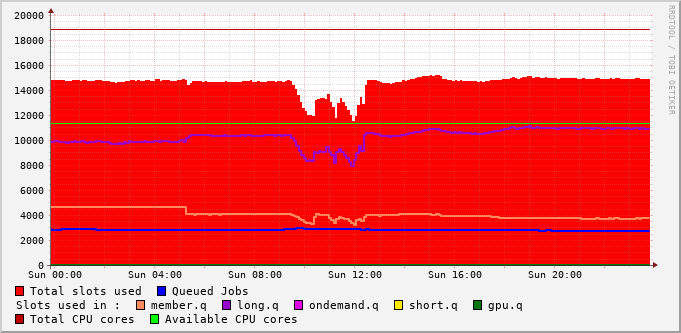 20000
18000
16000
14000
12000
10000
8000
6000
4000
2000
0
Sun 00:00 Sun 04:00 Sun 08:00 Sun 12:00 Sun 16:00 Sun 20:00
Total slots used Queued Jobs
Slots used in : member.q long.q ondemand.q short.q gpu.q
Total CPU cores Available CPU cores
RRDTOOL / TOBI OETIKER